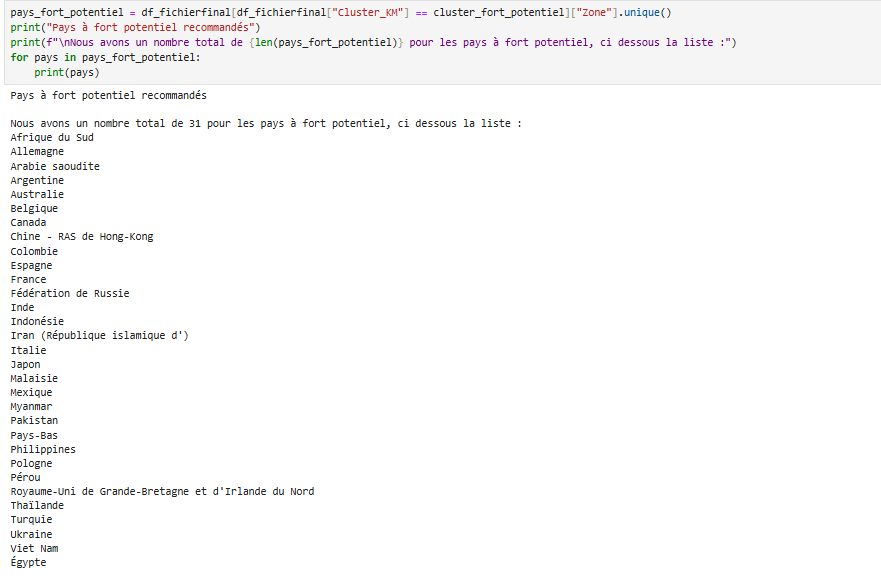 pays_fort_potentiel = df_fichierfinal[df_fichierfinal["Cluster_KM"] == cluster_fort_potentiel]["Zone"].unique()
print("Pays à fort potentiel recommandés")
print(f"\nNous avons un nombre total de {len(pays_fort_potentiel)} pour les pays à fort potentiel, ci dessous la liste :")
for pays in pays_fort_potentiel:
    print(pays)
Pays à fort potentiel recommandés
Nous avons un nombre total de 31 pour les pays à fort potentiel, ci dessous la liste :
Afrique du Sud
Allemagne
Arabie saoudite
Argentine
Australie
Belgique
Canada
Chine - RAS de Hong-Kong
Colombie
Espagne
France
Fédération de Russie
Inde
Indonésie
Iran (République islamique d')
Italie
Japon
Malaisie
Mexique
Myanmar
Pakistan
Pays-Bas
Philippines
Pologne
Pérou
Royaume-Uni de Grande-Bretagne et d'Irlande du Nord
Thaïlande
Turquie
Ukraine
Viet Nam
Égypte